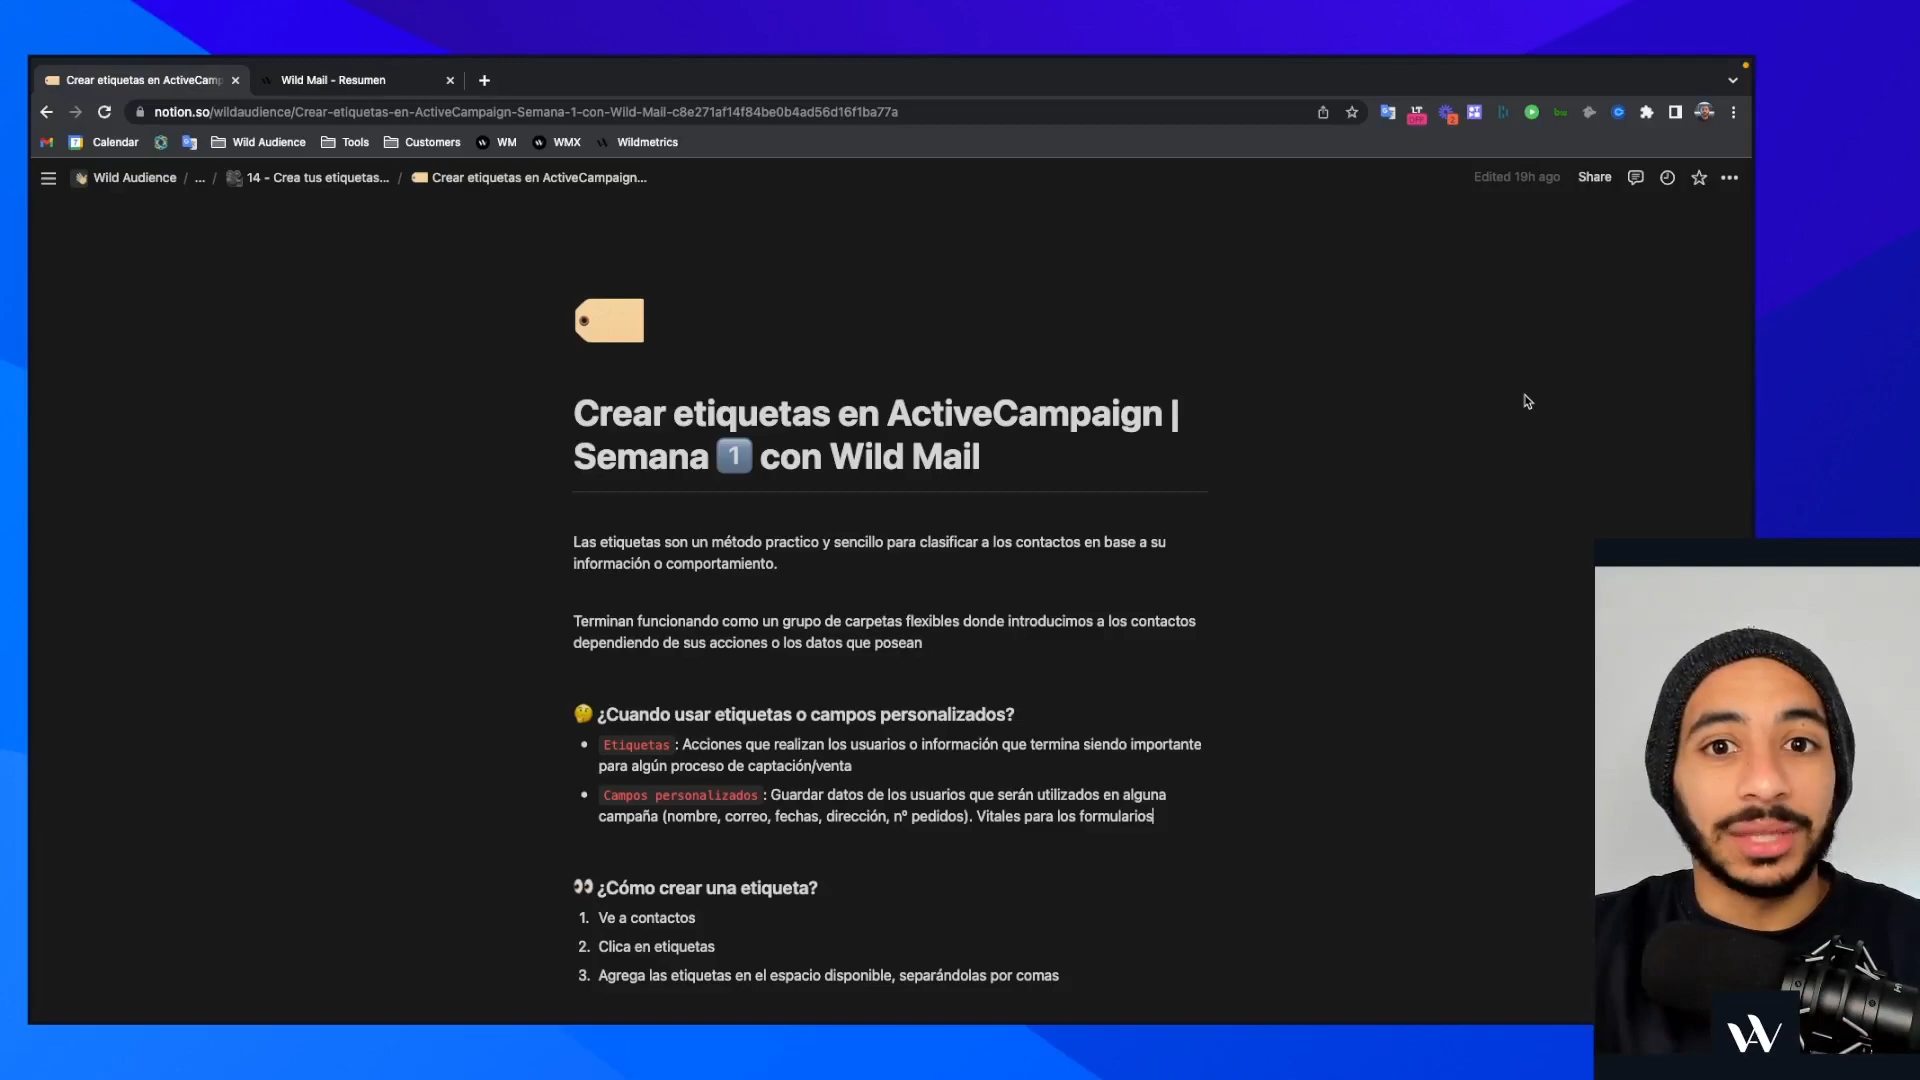 Crear etiquetas en ActiveCamp
Wild Mail - Resumen
notion.so/wildaudience/Crear-etiquetas-en-ActiveCampaign-Semana-1-con-Wild-Mail-c8e271af14f84be0b4ad56d16f1ba77a
Calendar
Wild Audience
Tools
Customers
WM
WMX
Wildmetrics
Wild Audience / ... / 14 - Crea tus etiquetas... / Crear etiquetas en ActiveCampaign...
Edited 19h ago
Share
Crear etiquetas en ActiveCampaign |
Semana 1 con Wild Mail
Las etiquetas son un método practico y sencillo para clasificar a los contactos en base a su
información o comportamiento.
Terminan funcionando como un grupo de carpetas flexibles donde introducimos a los contactos
dependiendo de sus acciones o los datos que posean
🤔 ¿Cuando usar etiquetas o campos personalizados?
• Etiquetas: Acciones que realizan los usuarios o información que termina siendo importante
para algún proceso de captación/venta
• Campos personalizados: Guardar datos de los usuarios que serán utilizados en alguna
campaña (nombre, correo, fechas, dirección, nº pedidos). Vitales para los formularios
👀 ¿Cómo crear una etiqueta?
1. Ve a contactos
2. Clica en etiquetas
3. Agrega las etiquetas en el espacio disponible, separándolas por comas